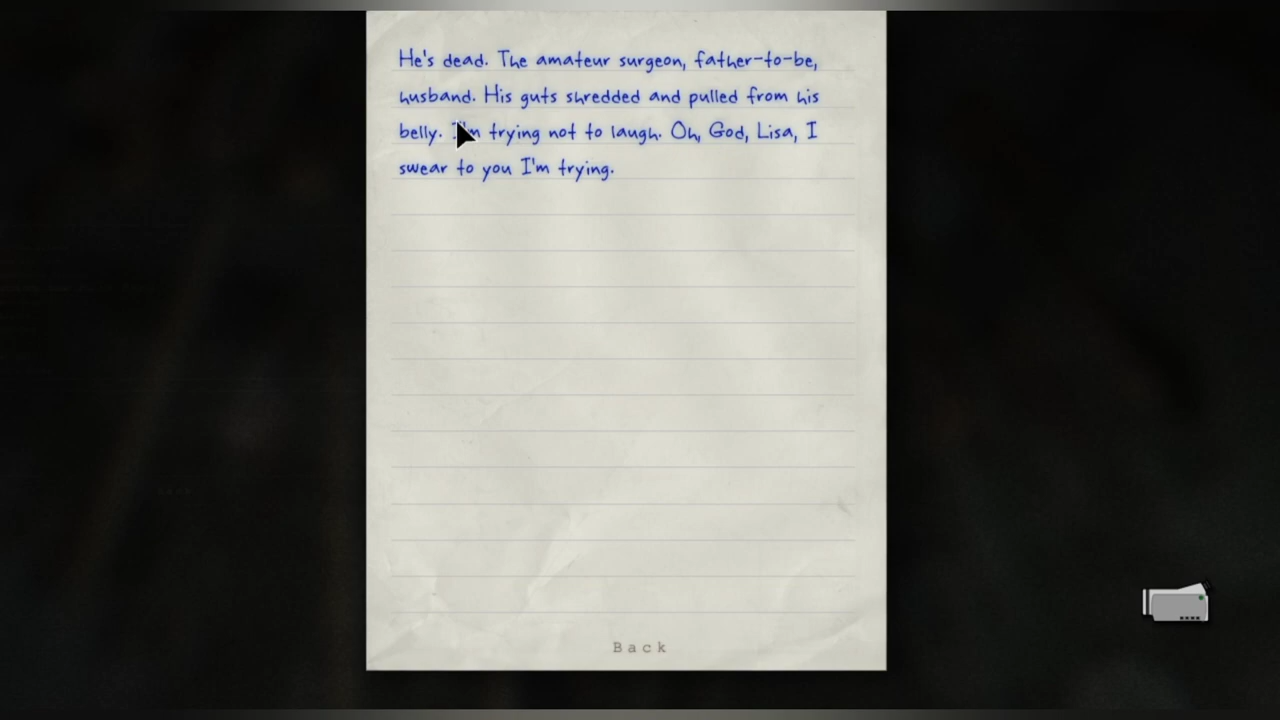 He's dead. The amateur surgeon, father-to-be,
husband. His guts shredded and pulled from his
belly. I'm trying not to laugh. Oh, God, Lisa, I
swear to you I'm trying.
Back